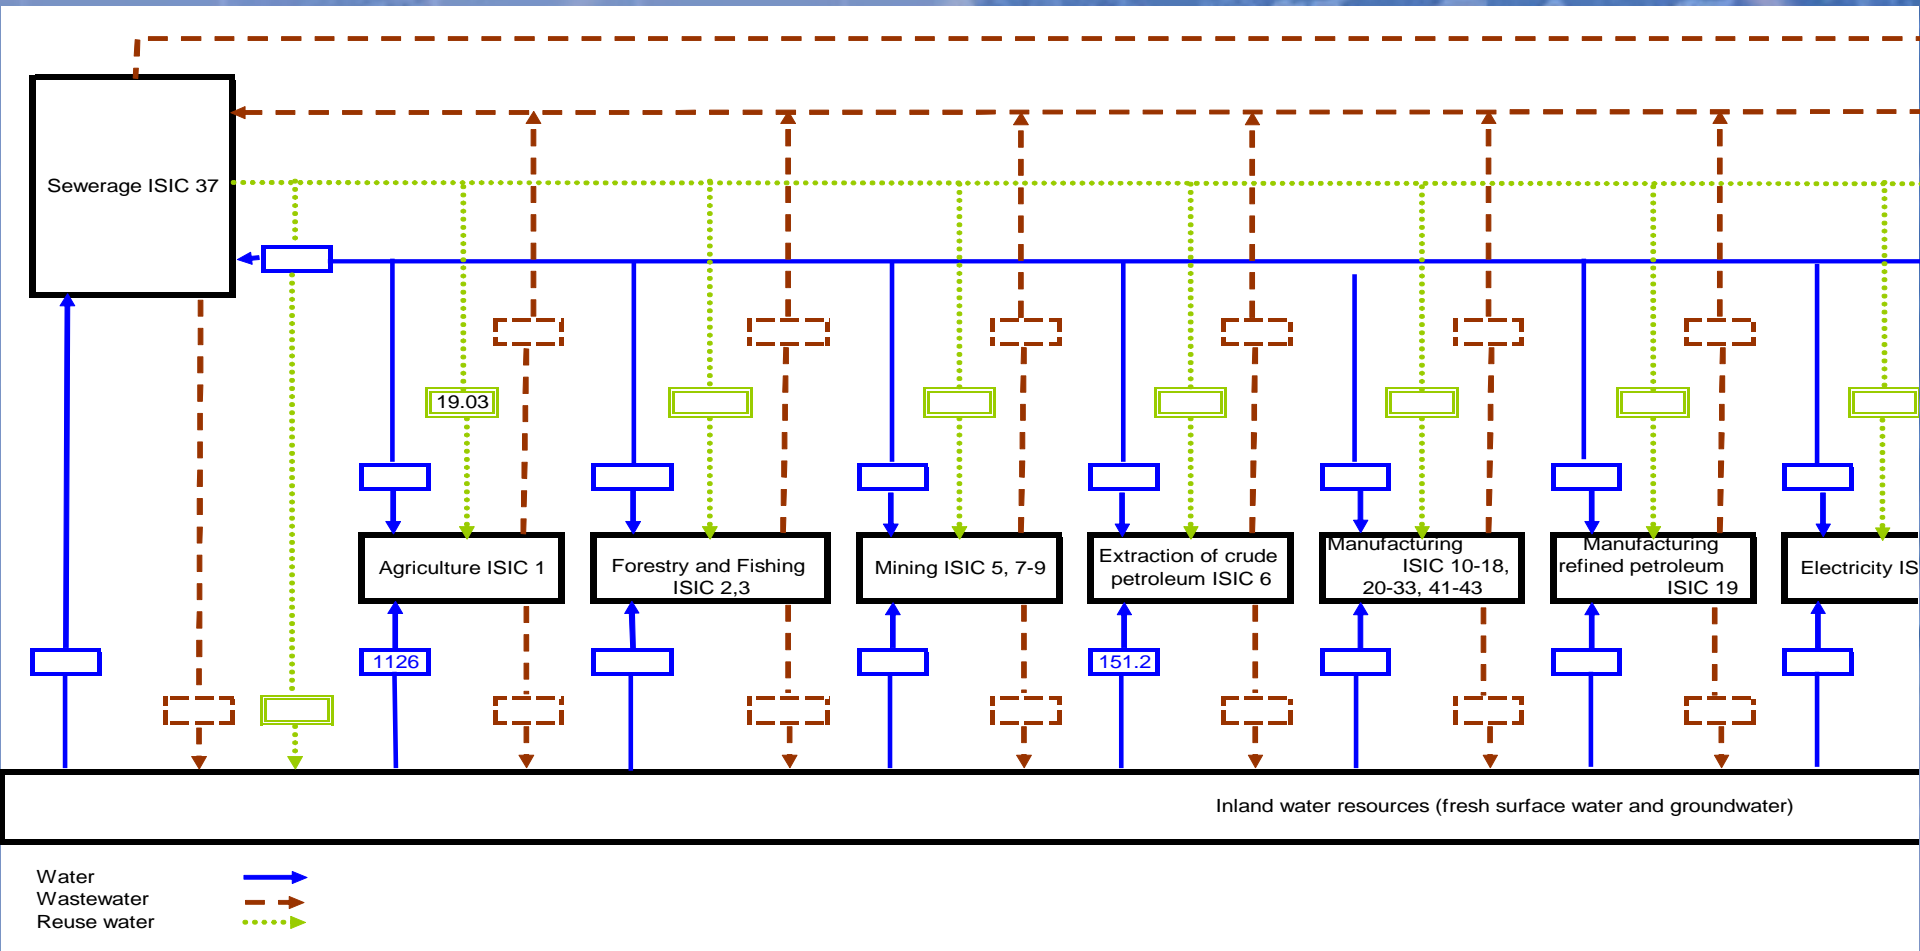 Sewerage ISIC 37
19.03
Agriculture ISIC 1
Forestry and Fishing
ISIC 2,3
Mining ISIC 5, 7-9
Extraction of crude
petroleum ISIC 6
Manufacturing
ISIC 10-18,
20-33, 41-43
Manufacturing
refined petroleum
ISIC 19
Electricity IS
1126
151.2
Inland water resources (fresh surface water and groundwater)
Water
Wastewater
Reuse water